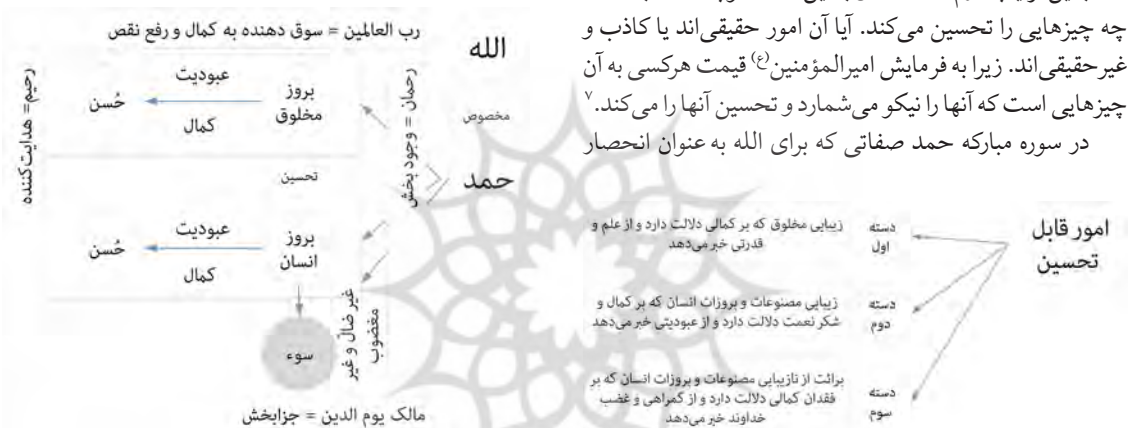 چه چیزهایی را تحسین می‌کند. آیا آن امور حقیقی‌اند یا کاذب و
غیرحقیقی‌اند. زیرا به فرمایش امیرالمؤمنین(ع) قیمت هرکسی به آن
چیزهایی است که آنها را نیکو می‌شمارد و تحسین آنها را می‌کند.۷
در سوره مبارکه حمد صفاتی که برای الله به عنوان انحصار
امور قابل
تحسین
دسته
اول
زیبایی مخلوق که بر کمالی دلالت دارد و از علم و
قدرتی خبر می‌دهد
دسته
دوم
زیبایی مصنوعات و بروزات انسان که بر کمال و
شکر نعمت دلالت دارد و از عبودیتی خبر می‌دهد
دسته
سوم
برائت از نازیبایی مصنوعات و بروزات انسان که بر
فقدان کمالی دلالت دارد و از گمراهی و غضب
خداوند خبر می‌دهد
رب العالمین = سوق دهنده به کمال و رفع نقص
الله
مخصوص
حمد
رحمان = وجود بخش
رحیم= هدایت‌کننده
بروز
مخلوق
عبودیت
کمال
حُسن
تحسین
بروز
انسان
عبودیت
کمال
حُسن
غیر ضال و غیر
مغضوب
سوء
مالک یوم الدین = جزابخش